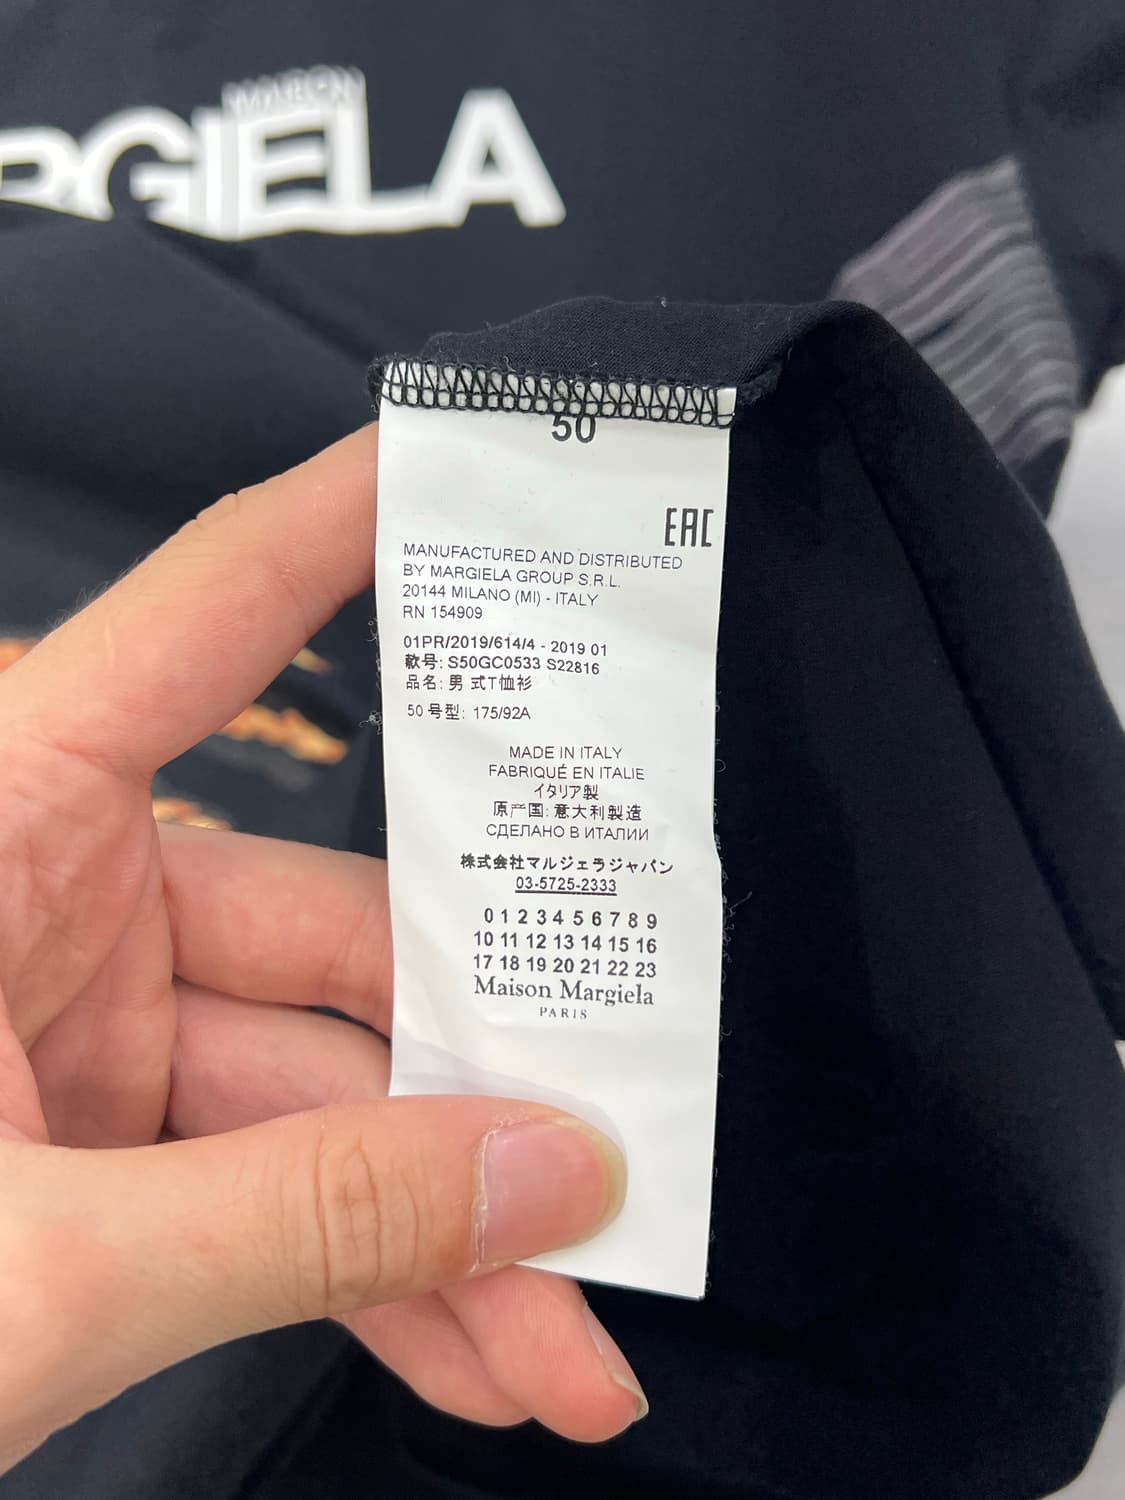 MAISON
RGIELA
50
EAC
MANUFACTURED AND DISTRIBUTED
BY MARGIELA GROUP S.R.L.
20144 MILANO (MI) - ITALY
RN 154909
01PR/2019/614/4 - 2019 01
款号: S50GC0533 S22816
品名: 男 式T恤衫
50 号型: 175/92A
MADE IN ITALY
FABRIQUÉ EN ITALIE
イタリア製
原产国: 意大利製造
СДЕЛАНО В ИТАЛИИ
株式会社マルジェラジャパン
03-5725-2333
0 1 2 3 4 5 6 7 8 9
10 11 12 13 14 15 16
17 18 19 20 21 22 23
Maison Margiela
PARIS